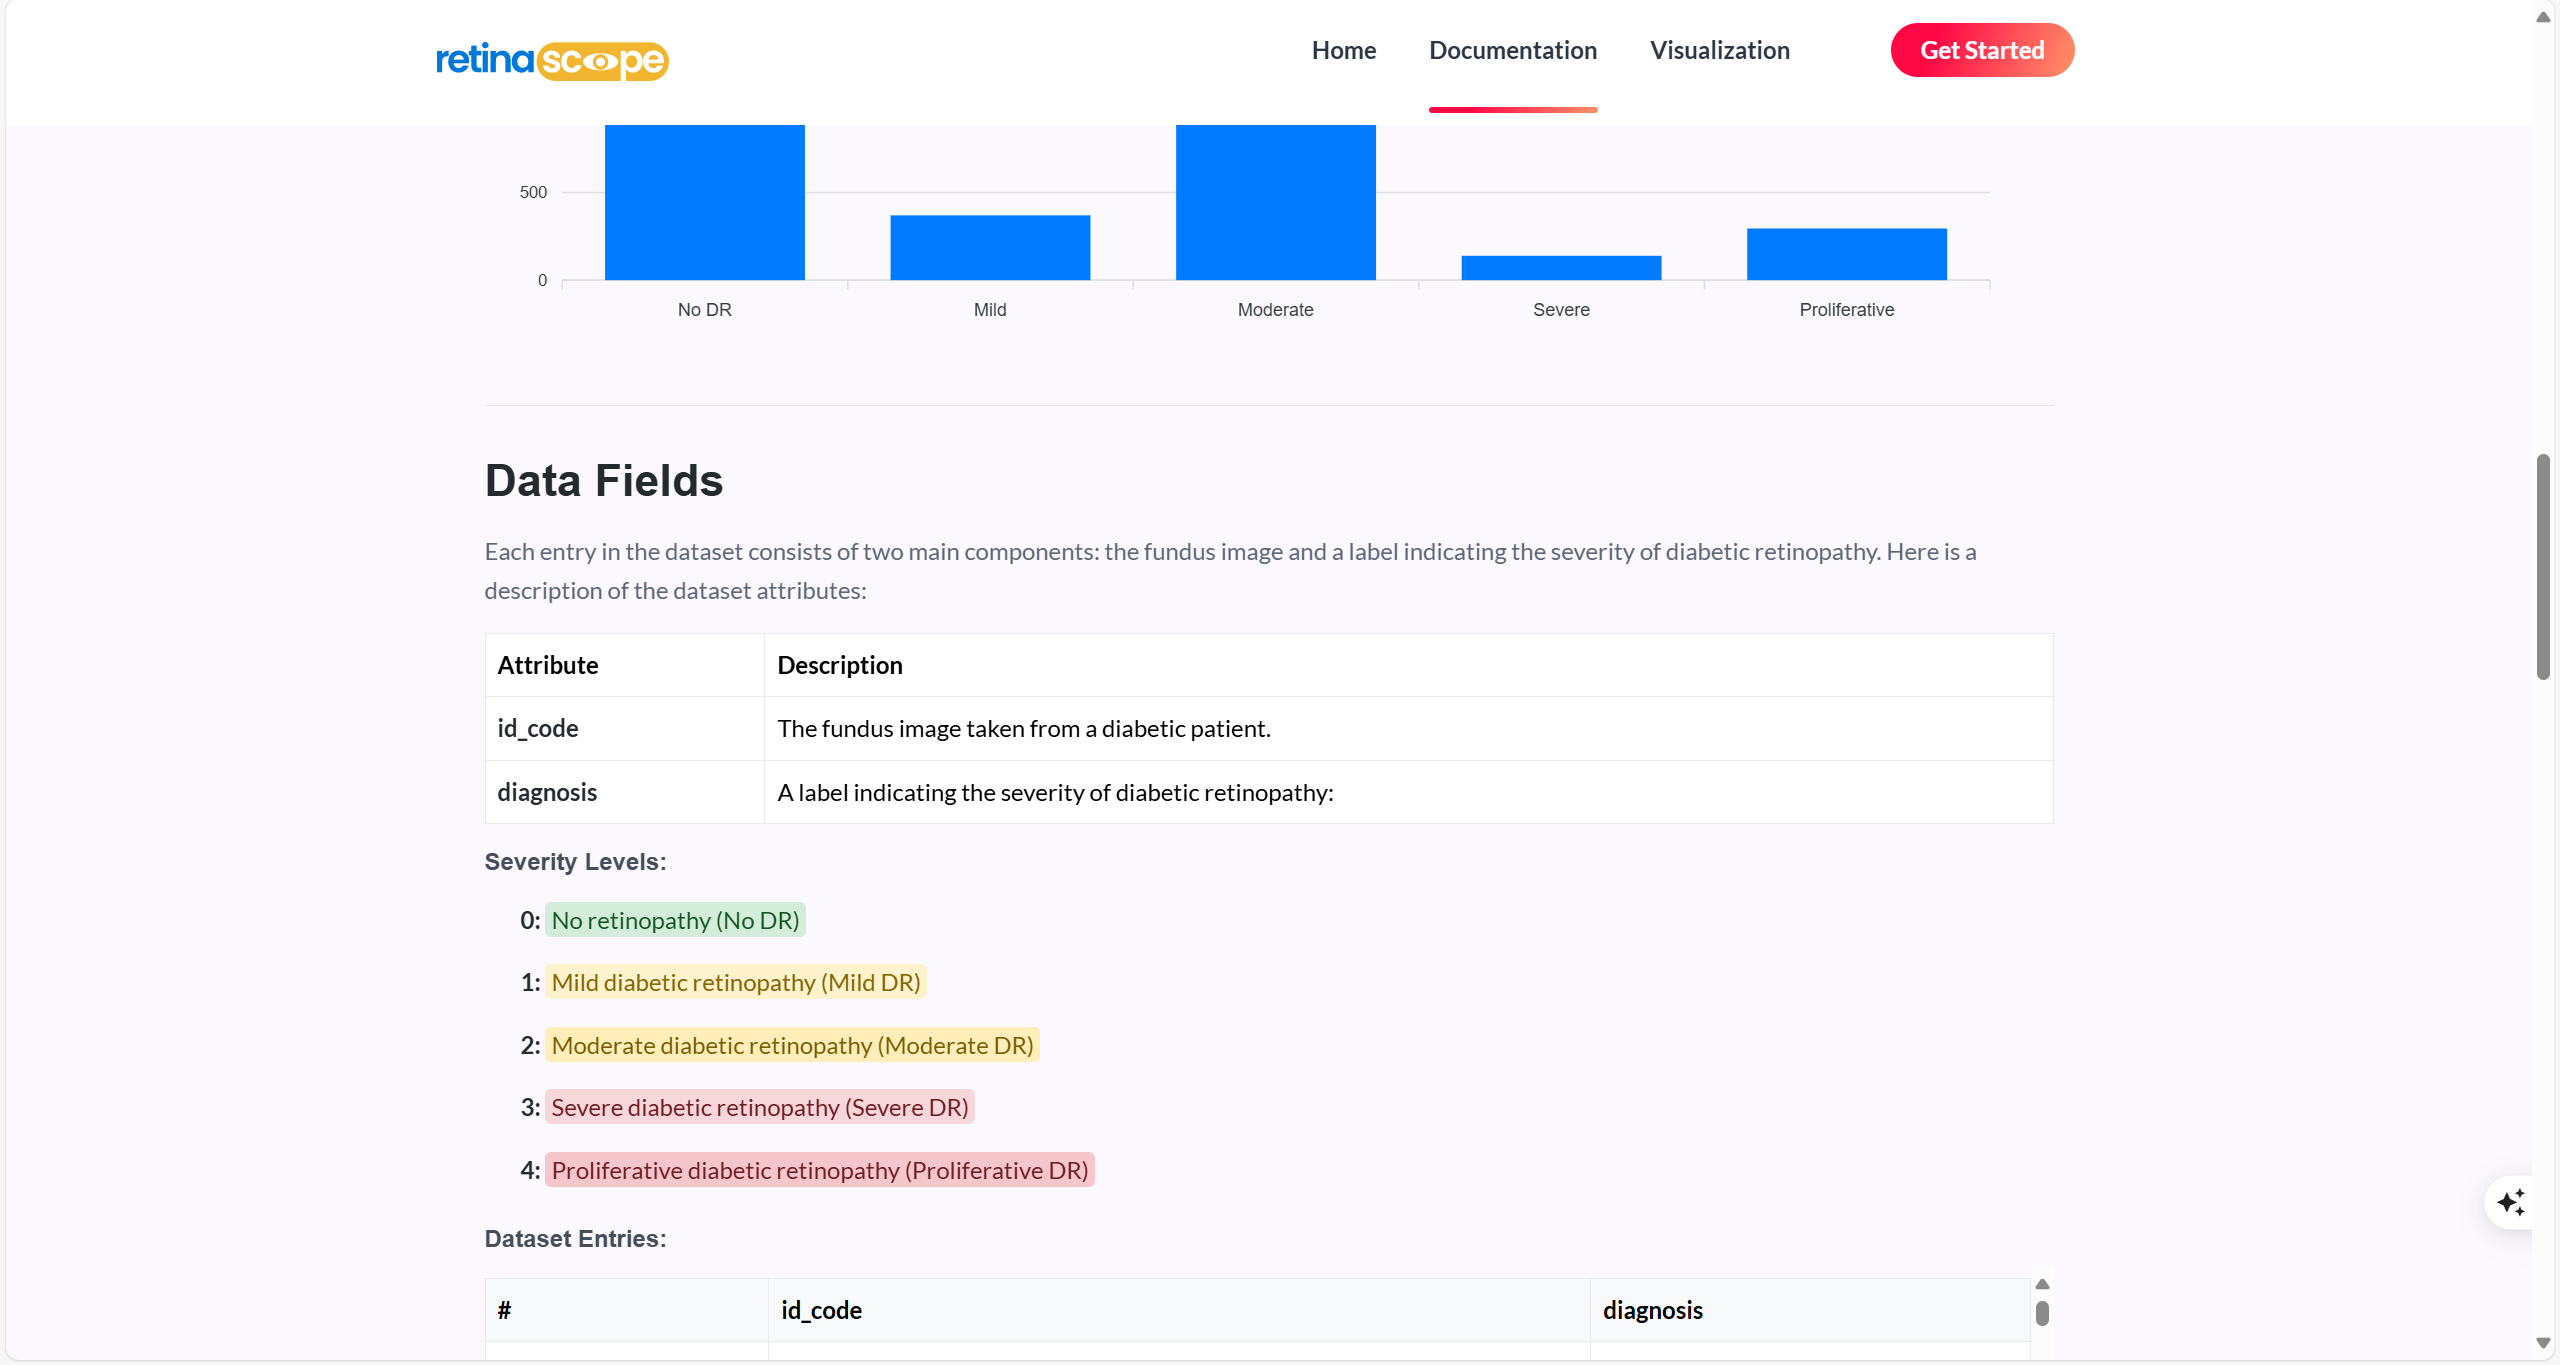 retinascope
Home Documentation Visualization Get Started
500
0
No DR Mild Moderate Severe Proliferative
Data Fields
Each entry in the dataset consists of two main components: the fundus image and a label indicating the severity of diabetic retinopathy. Here is a
description of the dataset attributes:
Attribute Description
id_code The fundus image taken from a diabetic patient.
diagnosis A label indicating the severity of diabetic retinopathy:
Severity Levels:
0: No retinopathy (No DR)
1: Mild diabetic retinopathy (Mild DR)
2: Moderate diabetic retinopathy (Moderate DR)
3: Severe diabetic retinopathy (Severe DR)
4: Proliferative diabetic retinopathy (Proliferative DR)
Dataset Entries:
# id_code diagnosis